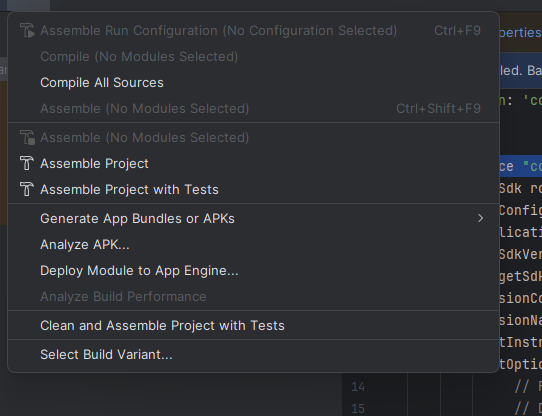 Assemble Run Configuration (No Configuration Selected) Ctrl+F9
Compile (No Modules Selected)
Compile All Sources
Assemble (No Modules Selected) Ctrl+Shift+F9
Assemble (No Modules Selected)
Assemble Project
Assemble Project with Tests
Generate App Bundles or APKs
Analyze APK...
Deploy Module to App Engine...
Analyze Build Performance
Clean and Assemble Project with Tests
Select Build Variant...
perties
led. Ba
n: 'co
ce "co
Sdk ro
Config
licati
SdkVer
getSdk
sionCo
sionNa
tInstr
tOptio
14 //
15 //